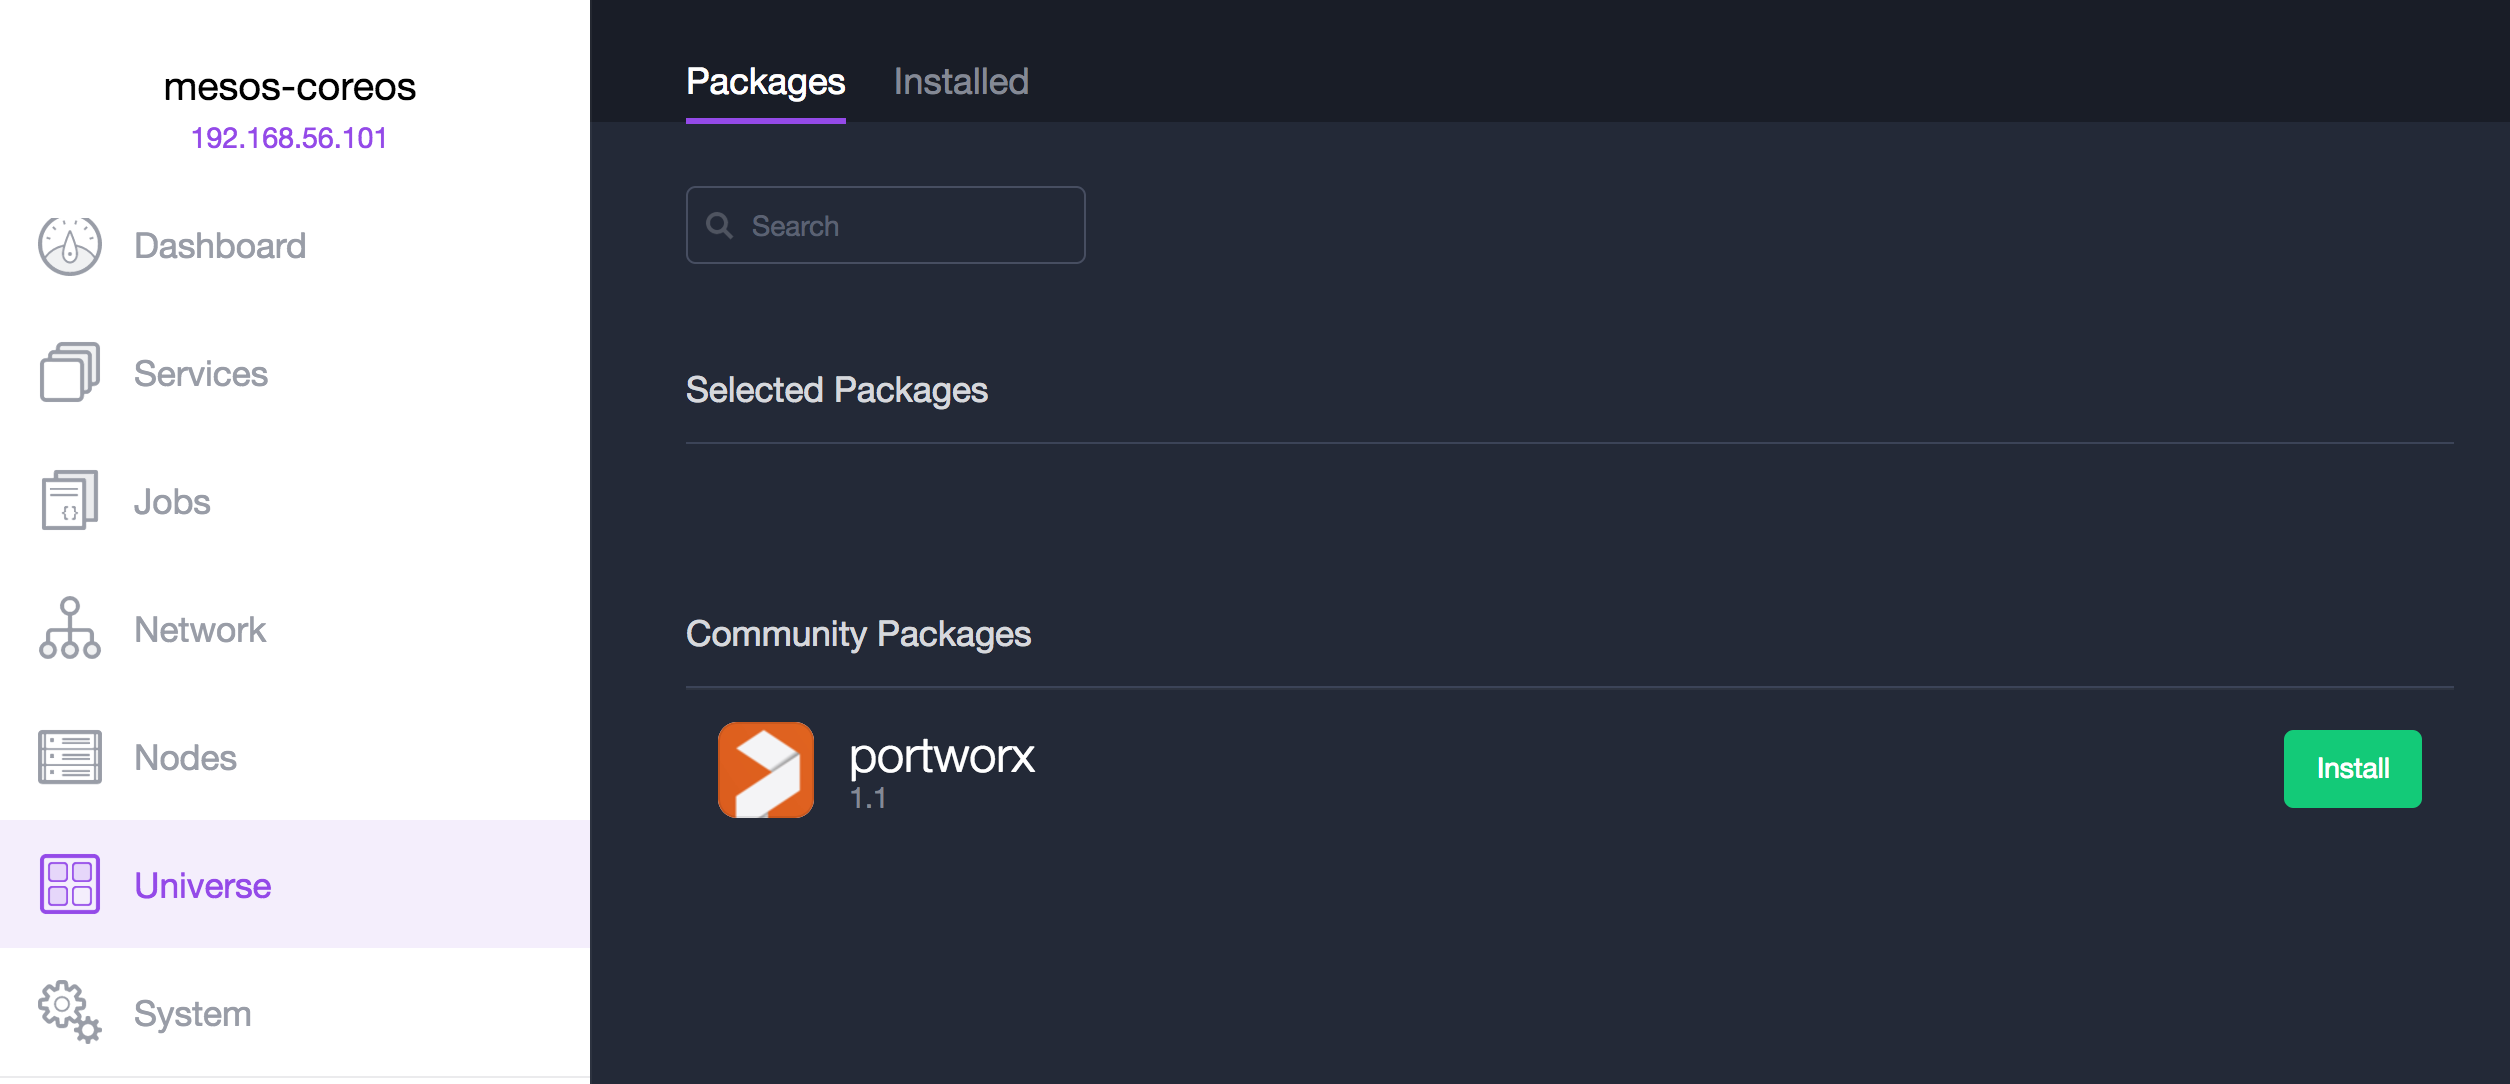 mesos-coreos
192.168.56.101
Dashboard
Services
Jobs
{}
Network
Nodes
Universe
System
Packages Installed
Search
Selected Packages
Community Packages
portworx
1.1
Install